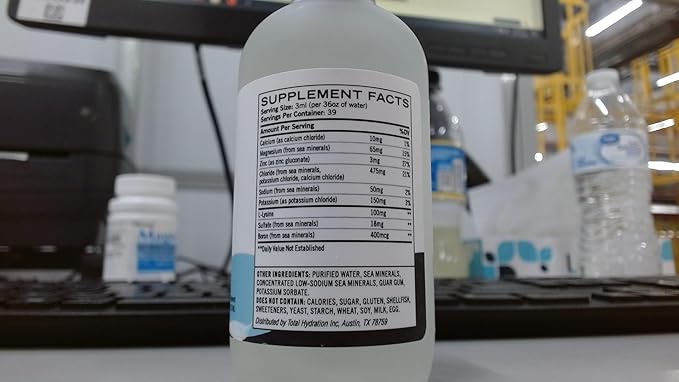 SUPPLEMENT FACTS
Serving Size: 3ml (per 36oz of water)
Servings Per Container: 39
Amount Per Serving %DV
Calcium (as calcium chloride) 10mg 1%
Magnesium (from sea minerals) 65mg 15%
Zinc (as zinc gluconate) 3mg 27%
Chloride (from sea minerals, 475mg 21%
potassium chloride, calcium chloride)
Sodium (from sea minerals) 50mg 2%
Potassium (as potassium chloride) 150mg 3%
L-Lysine 100mg **
Sulfate (from sea minerals) 18mg **
Boron (from sea minerals) 400mcg **
**Daily Value Not Established
OTHER INGREDIENTS: PURIFIED WATER, SEA MINERALS,
CONCENTRATED LOW-SODIUM SEA MINERALS, GUAR GUM,
POTASSIUM SORBATE.
DOES NOT CONTAIN: CALORIES, SUGAR, GLUTEN, SHELLFISH,
SWEETENERS, YEAST, STARCH, WHEAT, SOY, MILK, EGG.
Distributed by Total Hydration Inc, Austin, TX 78759